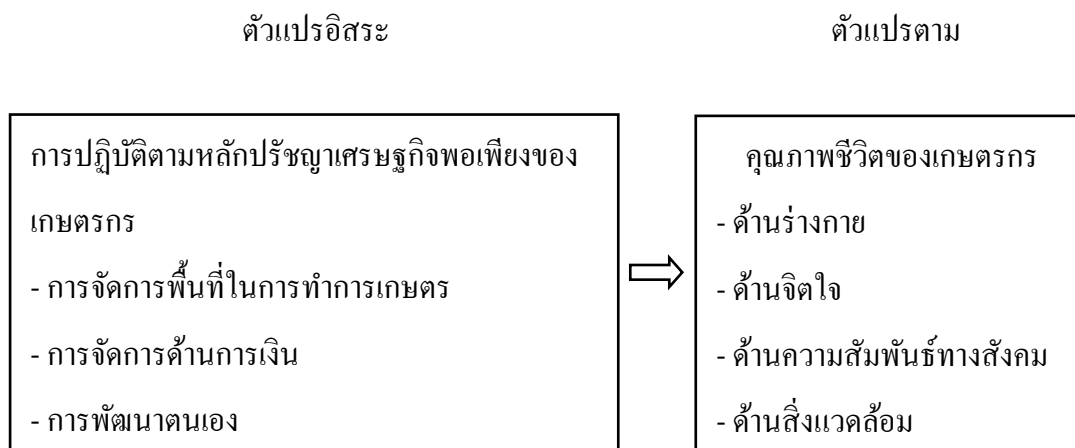 ตัวแปรอิสระ
ตัวแปรตาม
การปฏิบัติตามหลักปรัชญาเศรษฐกิจพอเพียงของ
เกษตรกร
- การจัดการพื้นที่ในการทำการเกษตร
- การจัดการด้านการเงิน
- การพัฒนาตนเอง
คุณภาพชีวิตของเกษตรกร
- ด้านร่างกาย
- ด้านจิตใจ
- ด้านความสัมพันธ์ทางสังคม
- ด้านสิ่งแวดล้อม